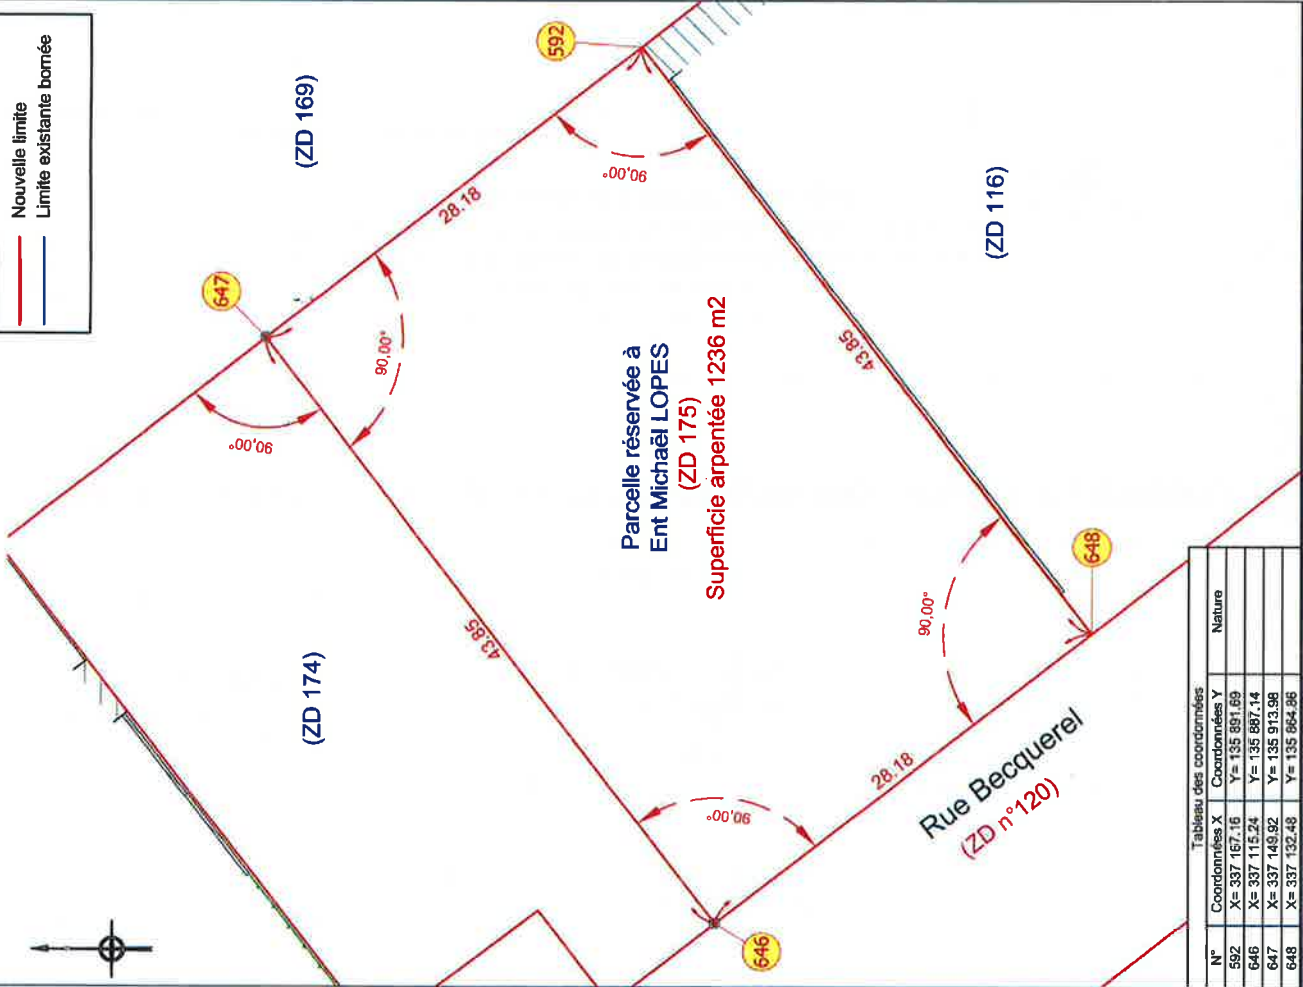 Nouvelle limite
Limite existante bornée
592
(ZD 169)
647
28.18
90,00°
90,00°
90,00°
(ZD 116)
Parcelle réservée à
Ent Michaël LOPES
(ZD 175)
Superficie arpentée 1236 m2
43.85
43.85
(ZD 174)
648
90,00°
90,00°
28.18
Rue Becquerel
(ZD n°120)
646
Tableau des coordonnées
N° Coordonnées X Coordonnées Y Nature
592 X= 337 167,16 Y= 135 891,69
646 X= 337 115,24 Y= 135 887,14
647 X= 337 149,92 Y= 135 913,98
648 X= 337 132,48 Y= 135 864,86